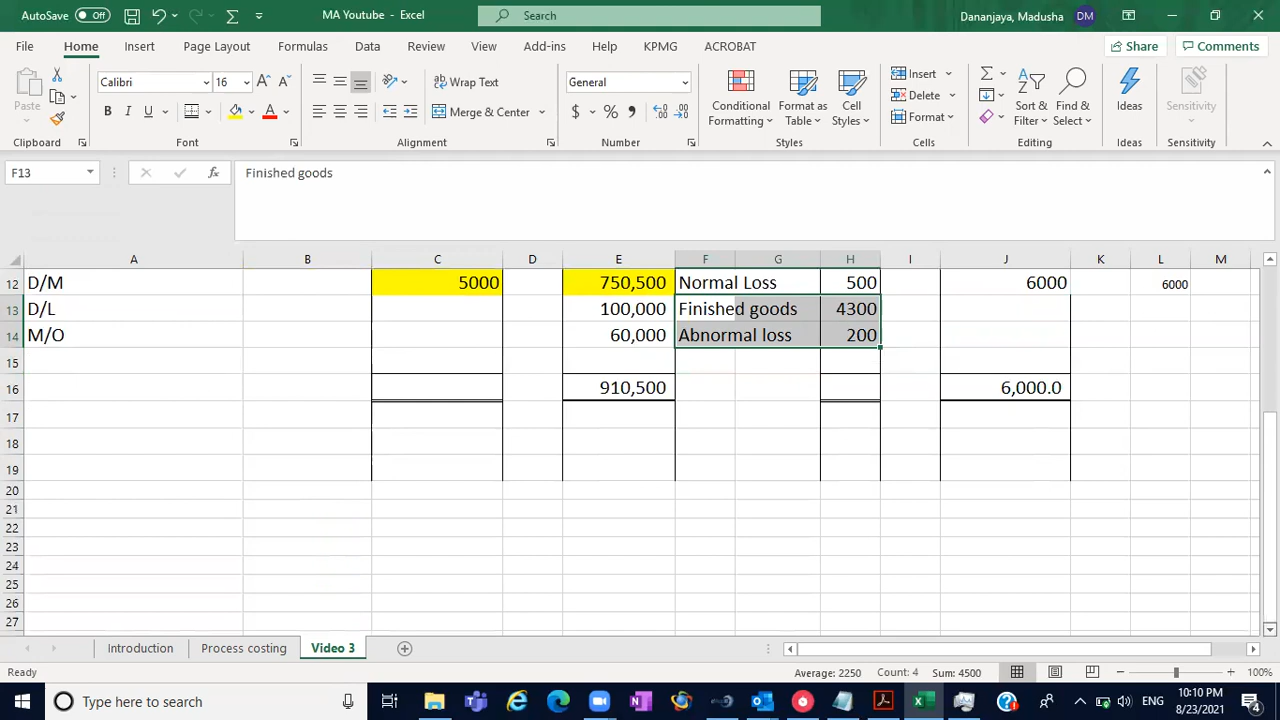 AutoSave Off MA Youtube - Excel Search Dananjaya, Madusha DM
File Home Insert Page Layout Formulas Data Review View Add-ins Help KPMG ACROBAT Share Comments
Paste Calibri 16 Wrap Text General Conditional Formatting Format as Table Cell Styles Insert Sort & Filter Find & Select Ideas Sensitivity
B I U Merge & Center $ % Delete
Format
Clipboard Font Alignment Number Styles Cells Editing Ideas Sensitivity
F13 fx Finished goods
A B C D E F G H I J K L M
12 D/M 5000 750,500 Normal Loss 500 6000 6000
13 D/L 100,000 Finished goods 4300
14 M/O 60,000 Abnormal loss 200
15
16 910,500 6,000.0
17
18
19
20
21
22
23
24
25
26
27
Introduction Process costing Video 3
Ready Average: 2250 Count: 4 Sum: 4500 100%
Type here to search ENG 10:10 PM
8/23/2021 4